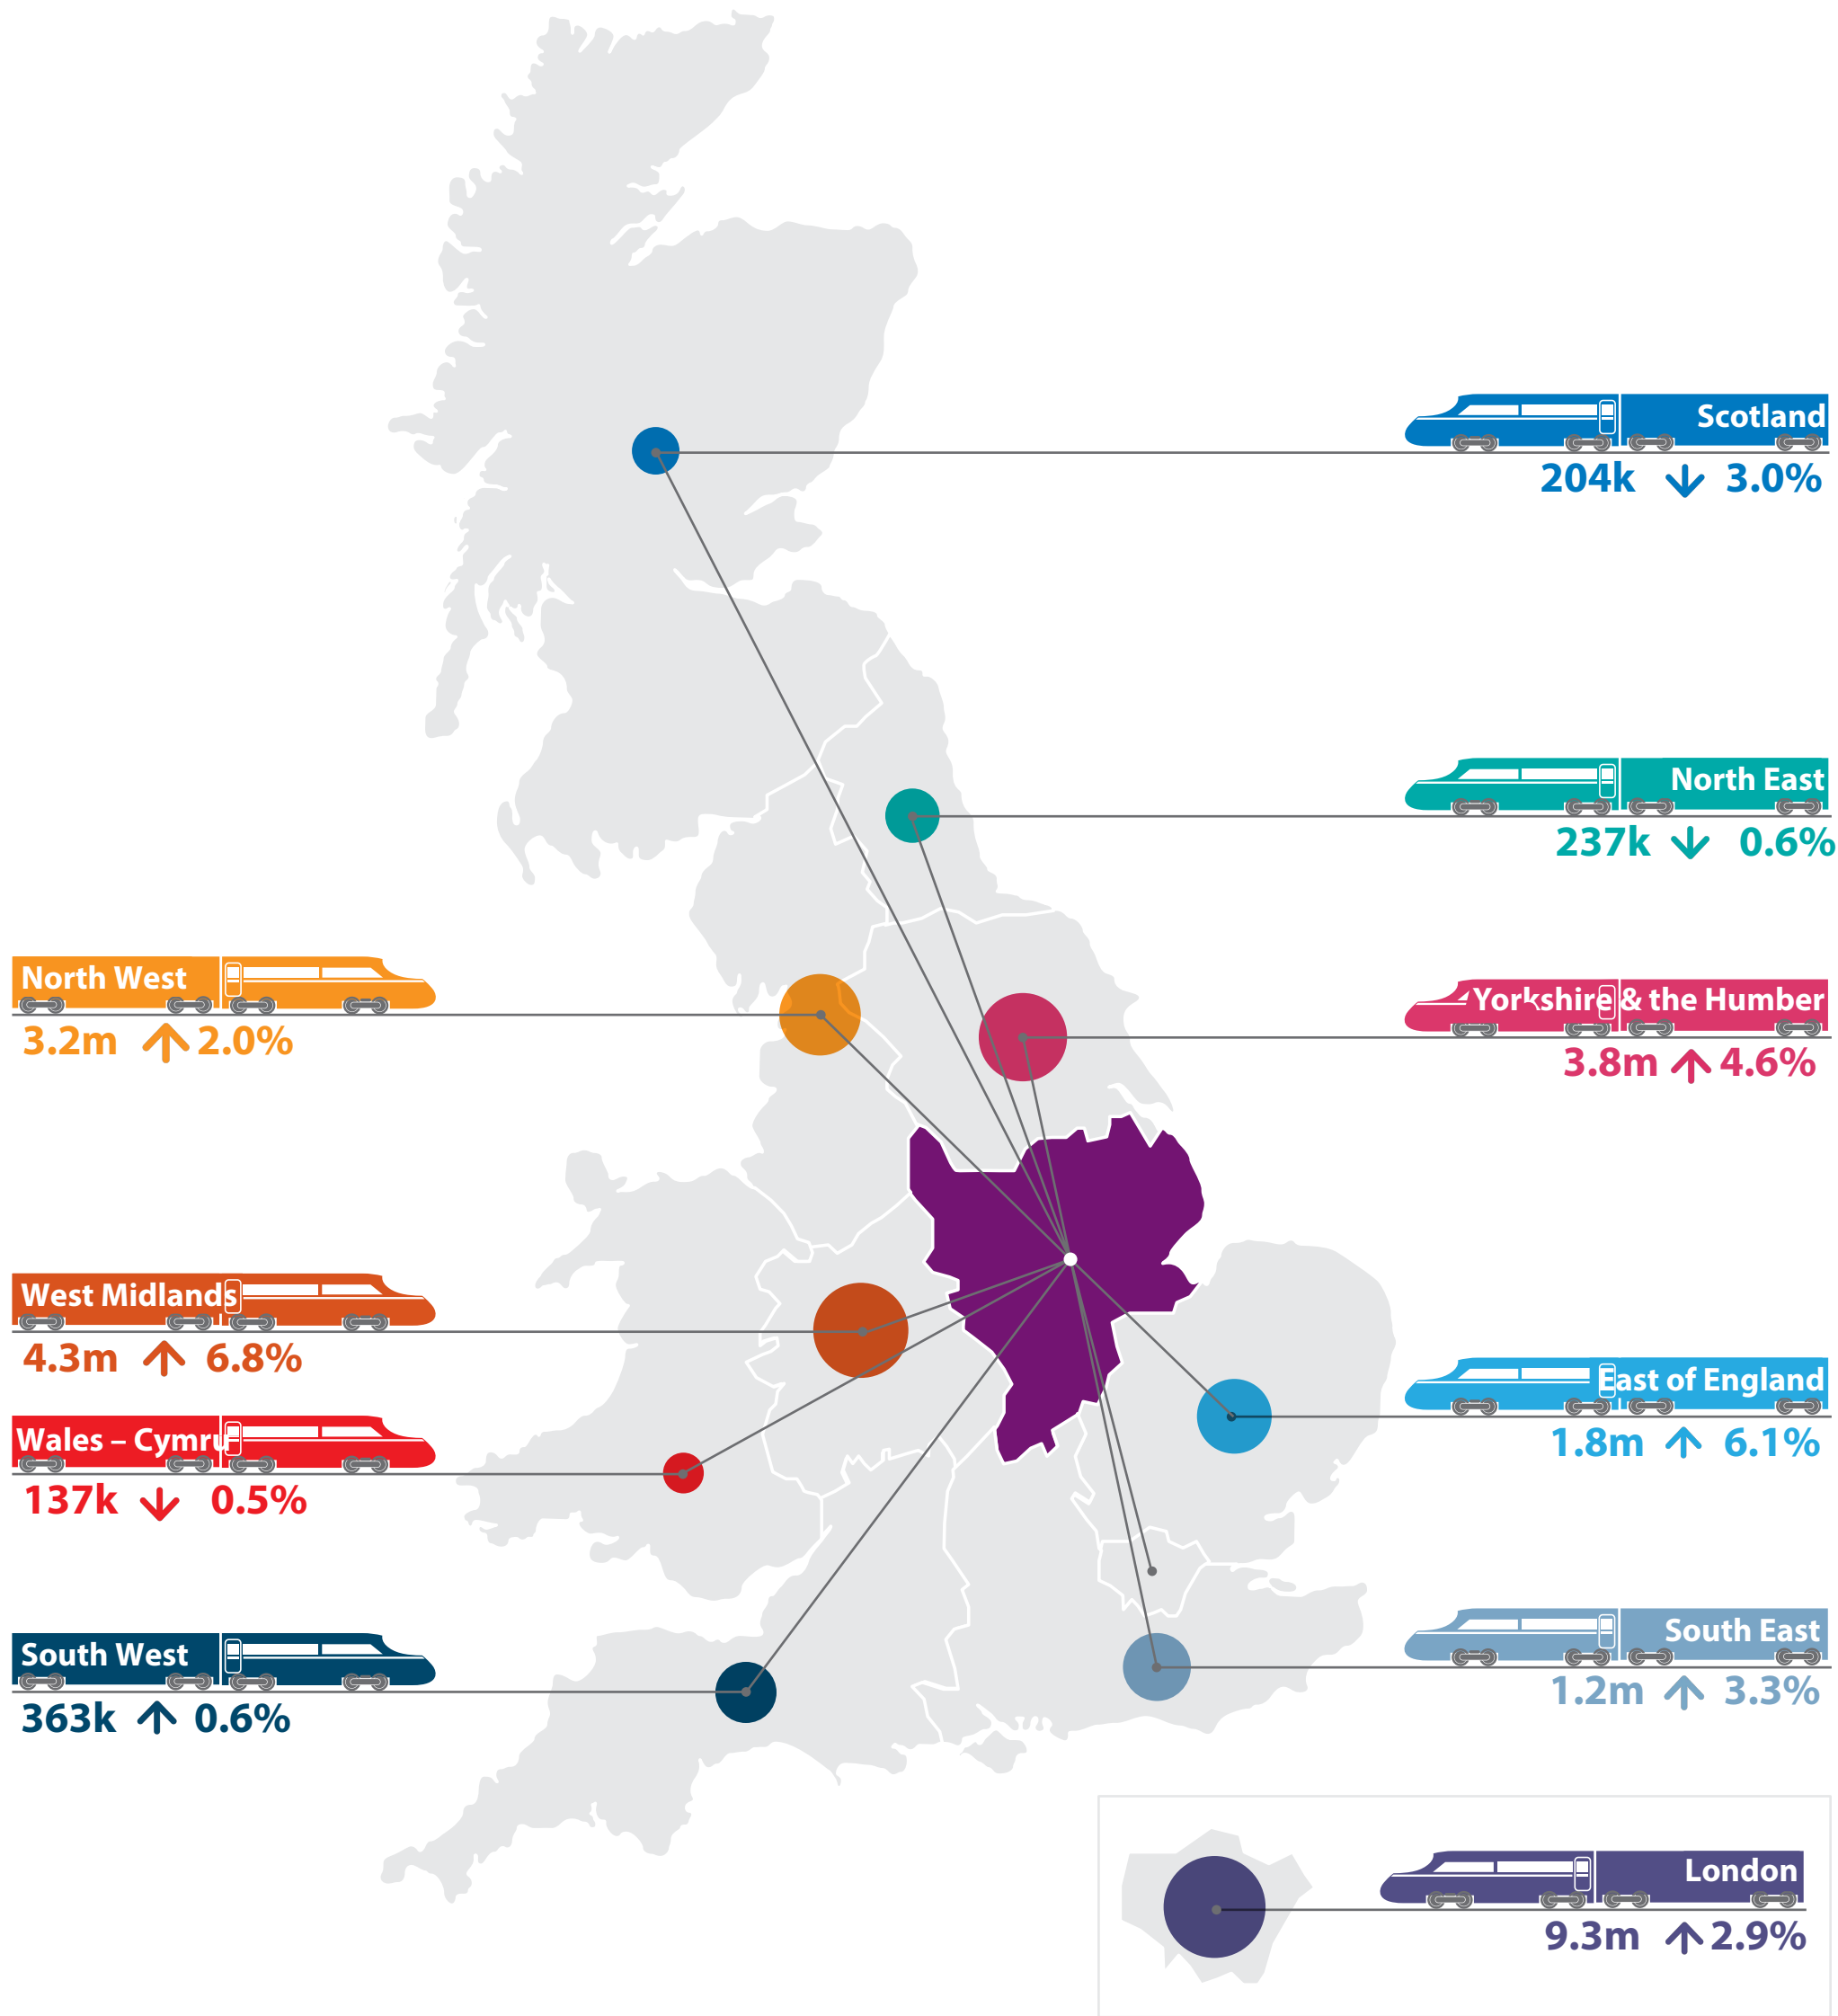 Scotland
204k 3.0%
North East
237k 0.6%
North West
3.2m 2.0%
Yorkshire & the Humber
3.8m 4.6%
West Midlands
4.3m 6.8%
East of England
1.8m 6.1%
Wales – Cymru
137k 0.5%
South East
1.2m 3.3%
South West
363k 0.6%
London
9.3m 2.9%